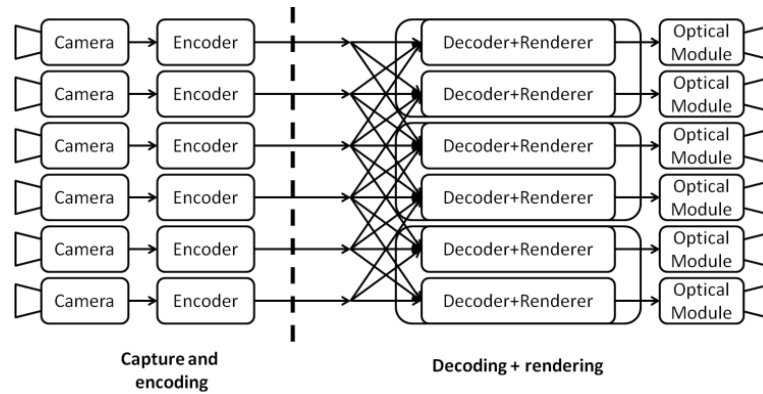 Camera
Encoder
Decoder+Renderer
Optical
Module
Camera
Encoder
Decoder+Renderer
Optical
Module
Camera
Encoder
Decoder+Renderer
Optical
Module
Camera
Encoder
Decoder+Renderer
Optical
Module
Camera
Encoder
Decoder+Renderer
Optical
Module
Camera
Encoder
Decoder+Renderer
Optical
Module
Capture and
encoding
Decoding + rendering